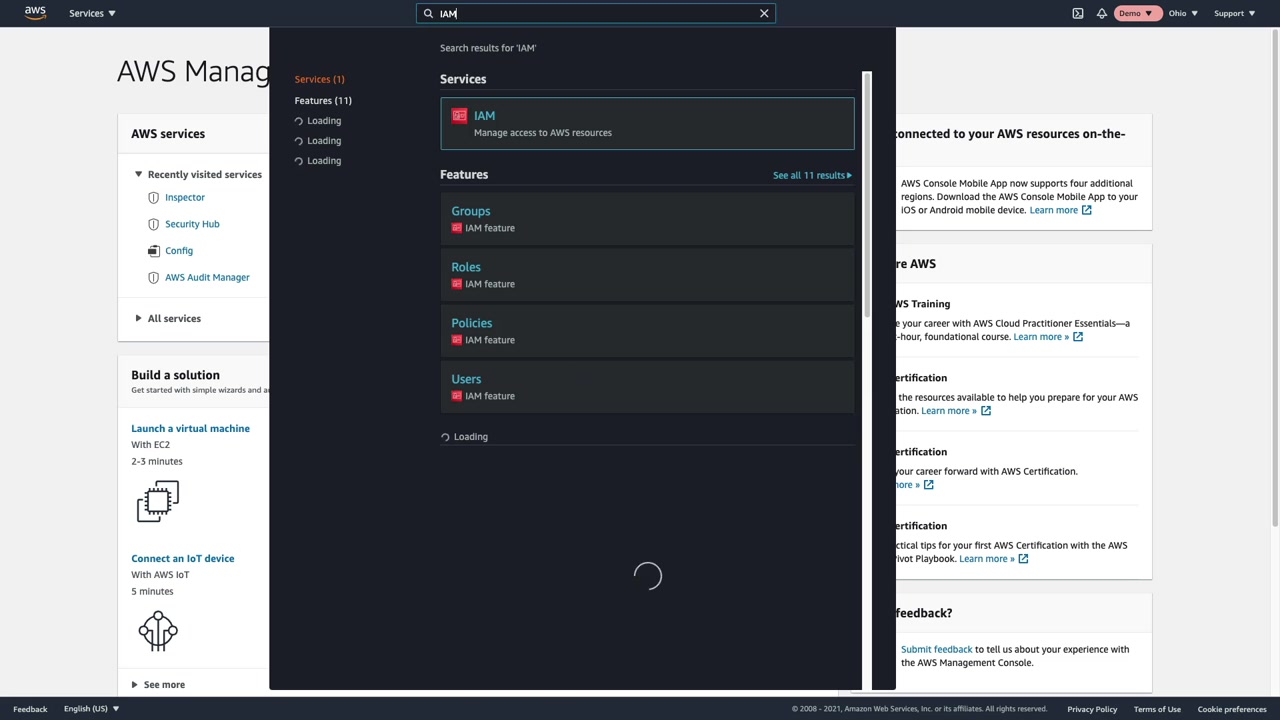 aws
Services
IAM
Demo
Ohio
Support
AWS Manag
Search results for 'IAM'
Services (1)
Features (11)
Loading
Loading
Loading
Services
IAM
Manage access to AWS resources
Features
See all 11 results
Groups
IAM feature
Roles
IAM feature
Policies
IAM feature
Users
IAM feature
Loading
AWS services
Recently visited services
Inspector
Security Hub
Config
AWS Audit Manager
All services
Build a solution
Get started with simple wizards and a
Launch a virtual machine
With EC2
2-3 minutes
Connect an IoT device
With AWS IoT
5 minutes
See more
connected to your AWS resources on-the-
AWS Console Mobile App now supports four additional
regions. Download the AWS Console Mobile App to your
iOS or Android mobile device. Learn more
re AWS
WS Training
e your career with AWS Cloud Practitioner Essentials—a
-hour, foundational course. Learn more »
ertification
the resources available to help you prepare for your AWS
ation. Learn more »
ertification
your career forward with AWS Certification.
more »
ertification
ctical tips for your first AWS Certification with the AWS
Pivot Playbook. Learn more »
feedback?
Submit feedback to tell us about your experience with
the AWS Management Console.
Feedback
English (US)
© 2008 - 2021, Amazon Web Services, Inc. or its affiliates. All rights reserved.
Privacy Policy
Terms of Use
Cookie preferences